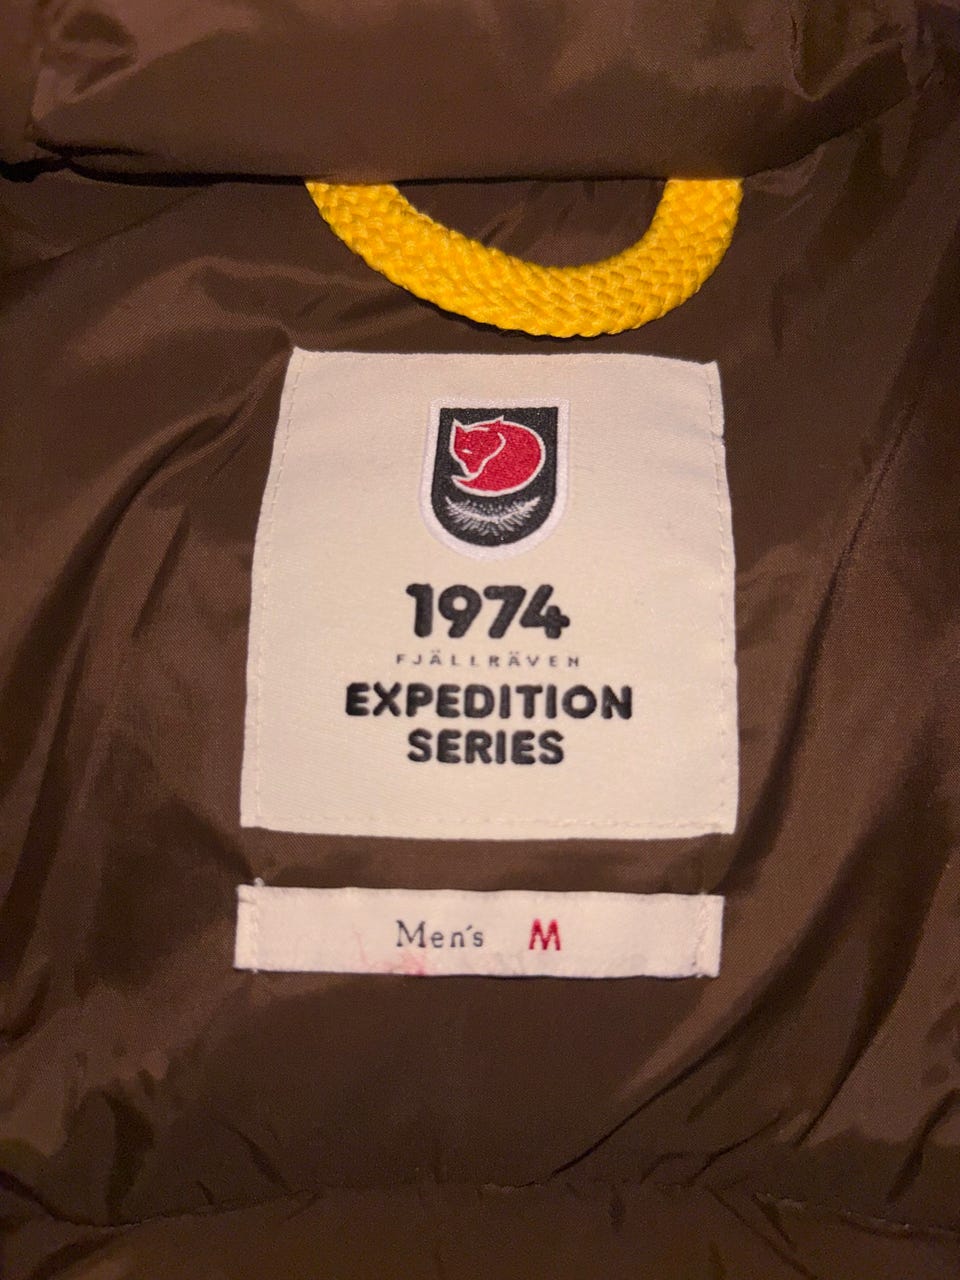 1974
FJÄLLRÄVEN
EXPEDITION
SERIES
Men's M